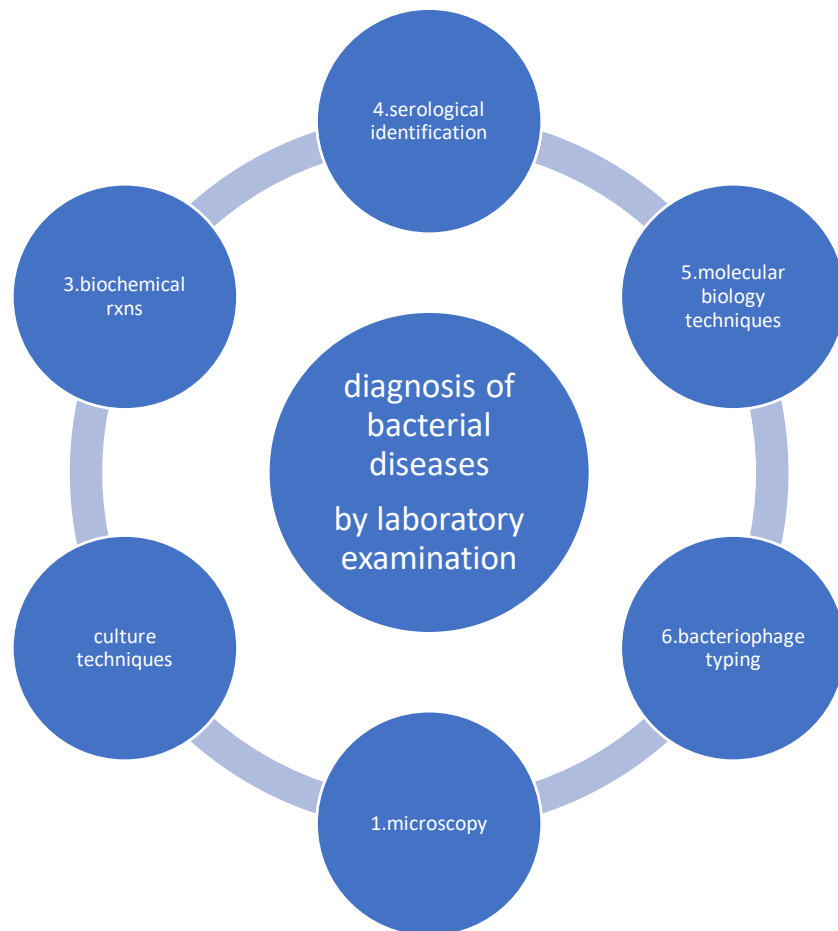 4.serological
identification
3.biochemical
rxns
5.molecular
biology
techniques
diagnosis of
bacterial
diseases
by laboratory
examination
culture
techniques
6.bacteriophage
typing
1.microscopy